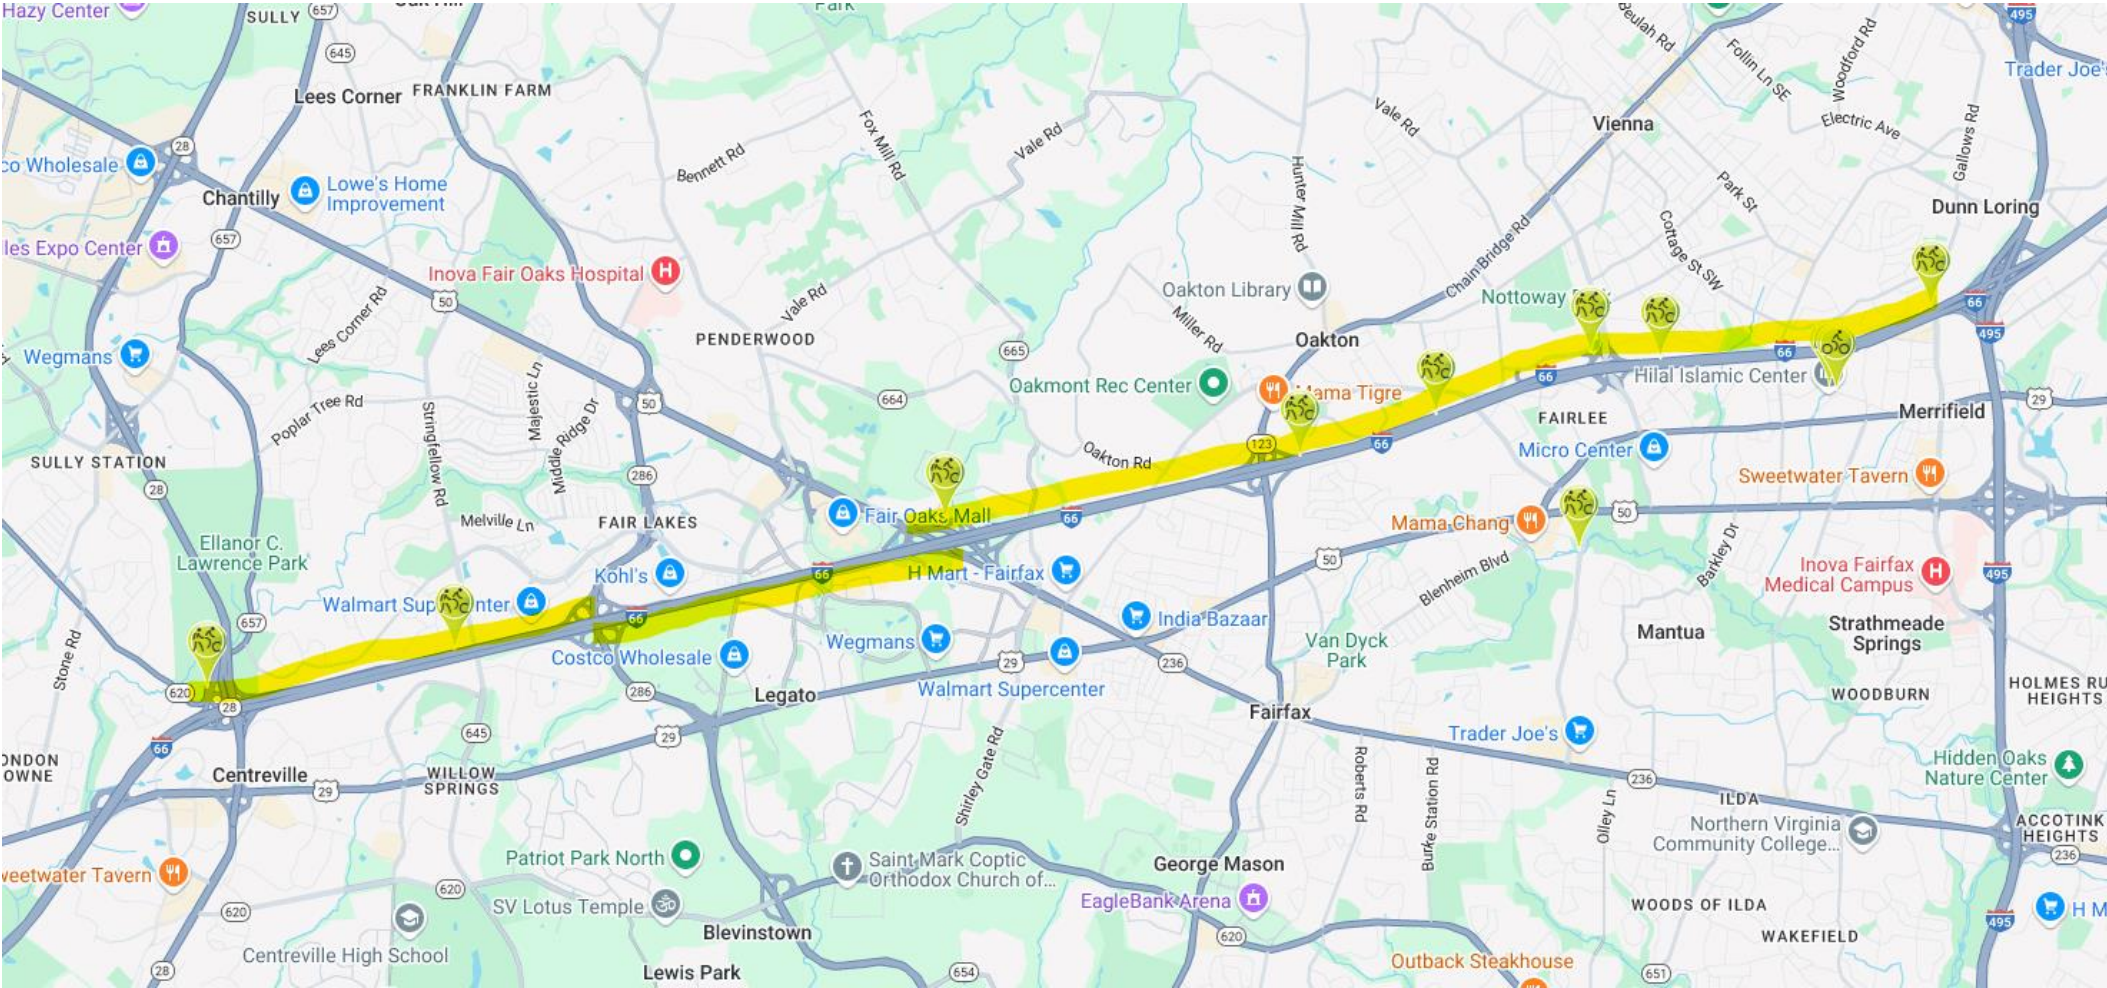 Hazy Center
SULLY
657
Park
495
Beulah Rd
Follin Ln SE
Woodford Rd
Trader Joe's
645
Lees Corner
FRANKLIN FARM
Vale Rd
Vienna
Electric Ave
Gallows Rd
28
co Wholesale
Fox Mill Rd
Vale Rd
Bennett Rd
Hunter Mill Rd
Chantilly
Lowe's Home
Improvement
Park St
Dunn Loring
657
les Expo Center
Cottage St SW
Chain Bridge Rd
Inova Fair Oaks Hospital
H
50
Vale Rd
Oakton Library
Nottoway
66
495
Lees Corner Rd
Miller Rd
PENDERWOOD
Oakton
Wegmans
665
66
66
Hilal Islamic Center
Oakmont Rec Center
Mama Tigre
Majestic Ln
Poplar Tree Rd
Stringfellow Rd
Middle Ridge Dr
50
664
29
Merrifield
FAIRLEE
123
66
Micro Center
SULLY STATION
28
286
Oakton Rd
Sweetwater Tavern
Melville Ln
FAIR LAKES
Fair Oaks Mall
66
Mama Chang
50
Ellanor C.
Lawrence Park
Kohl's
66
H Mart - Fairfax
50
Blenheim Blvd
Barkley Dr
Inova Fairfax
Medical Campus
H
495
Walmart
657
66
India Bazaar
Stone Rd
Costco Wholesale
Wegmans
Van Dyck
Park
Mantua
Strathmeade
Springs
29
236
620
28
286
Legato
Walmart Supercenter
WOODBURN
HOLMES RU
HEIGHTS
Fairfax
66
645
29
Shirley Gate Rd
Trader Joe's
Roberts Rd
Burke Station Rd
Hidden Oaks
Nature Center
ONDON
OWNE
Centreville
29
WILLOW
SPRINGS
236
Olley Ln
ILDA
Northern Virginia
Community College...
ACCOTINK
HEIGHTS
236
Patriot Park North
Saint Mark Coptic
Orthodox Church of...
George Mason
weetwater Tavern
620
SV Lotus Temple
EagleBank Arena
WOODS OF ILDA
495
H M
620
Blevinstown
620
WAKEFIELD
Centreville High School
28
Lewis Park
654
Outback Steakhouse
651